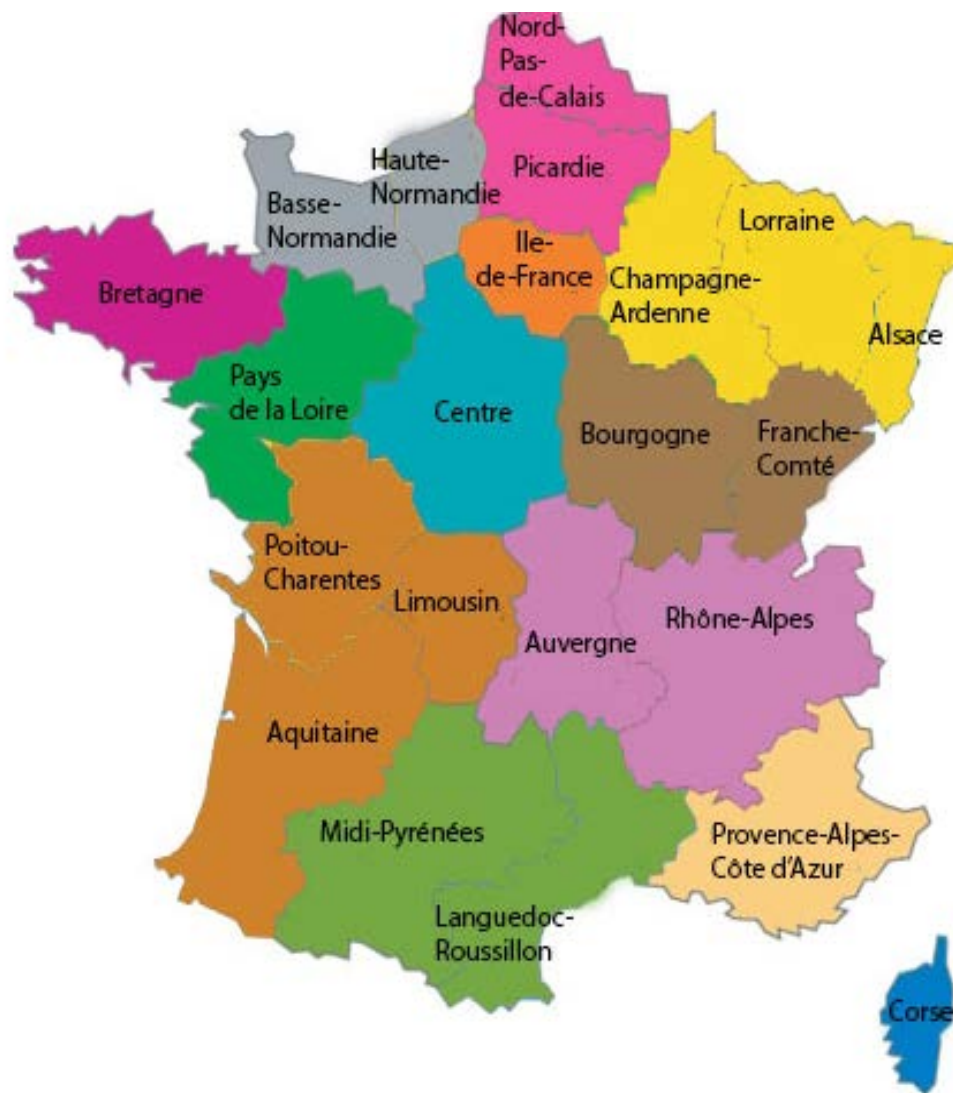 Nord-
Pas-
de-Calais
Haute-
Normandie
Picardie
Basse-
Normandie
Lorraine
Ile-
de-France
Champagne-
Ardenne
Bretagne
Alsace
Pays
de la Loire
Centre
Bourgogne
Franche-
Comté
Poitou-
Charentes
Limousin
Auvergne
Rhône-Alpes
Aquitaine
Midi-Pyrénées
Provence-Alpes-
Côte d'Azur
Languedoc-
Roussillon
Corse